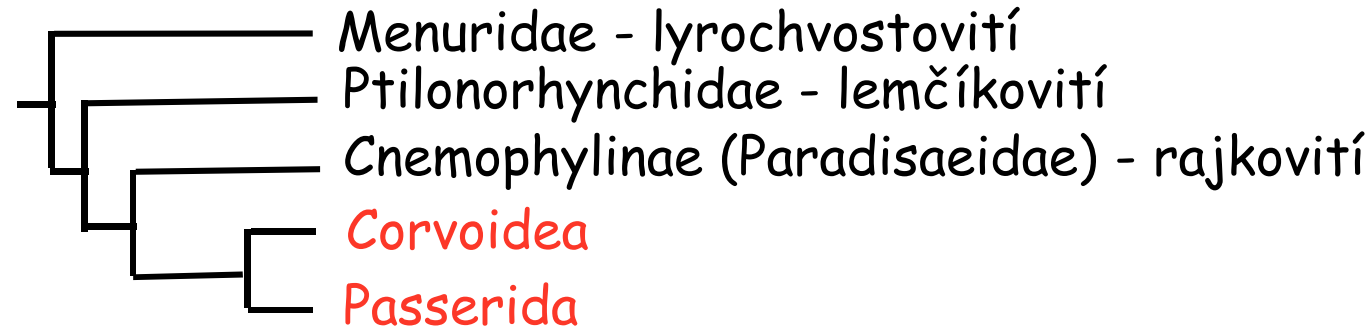 Menuridae - lyrochvostovití
Ptilonorhynchidae - lemčíkovití
Cnemophylinae (Paradisaeidae) - rajkovití
Corvoidea
Passerida